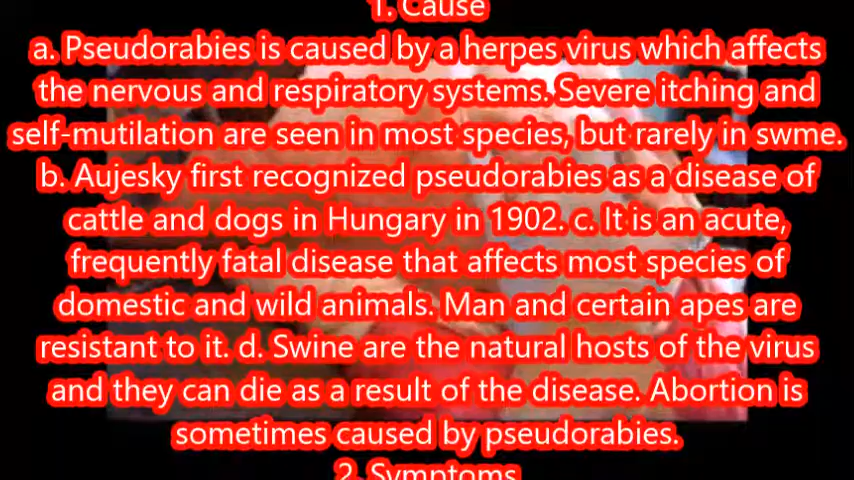 1. Cause
a. Pseudorabies is caused by a herpes virus which affects
the nervous and respiratory systems. Severe itching and
self-mutilation are seen in most species, but rarely in swme.
b. Aujesky first recognized pseudorabies as a disease of
cattle and dogs in Hungary in 1902. c. It is an acute,
frequently fatal disease that affects most species of
domestic and wild animals. Man and certain apes are
resistant to it. d. Swine are the natural hosts of the virus
and they can die as a result of the disease. Abortion is
sometimes caused by pseudorabies.
2. Symptoms